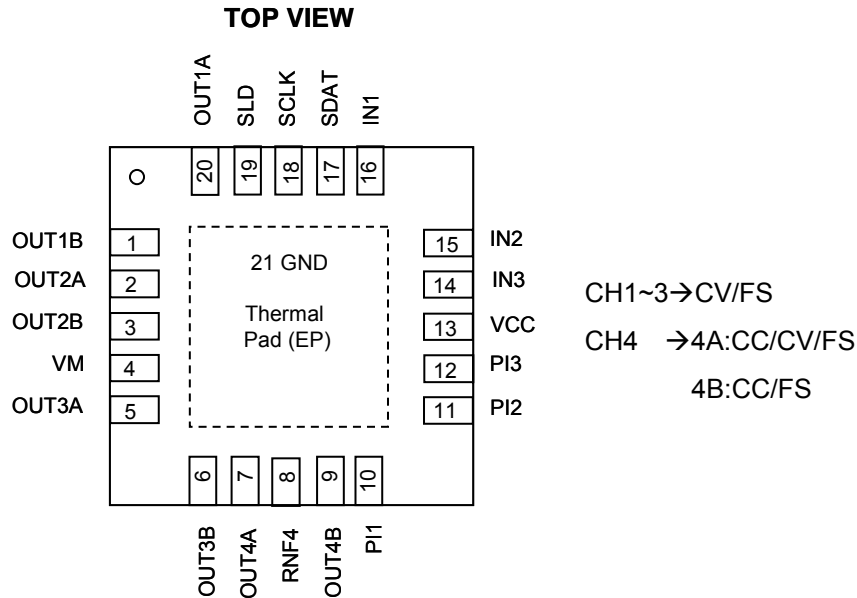 TOP VIEW
OUT1A
SLD
SCLK
SDAT
IN1
20
19
18
17
16
OUT1B 1
OUT2A 2
OUT2B 3
VM 4
OUT3A 5
21 GND
Thermal
Pad (EP)
15 IN2
14 IN3
13 VCC
12 PI3
11 PI2
CH1~3→CV/FS
CH4 →4A:CC/CV/FS
4B:CC/FS
6
7
8
9
10
OUT3B
OUT4A
RNF4
OUT4B
PI1